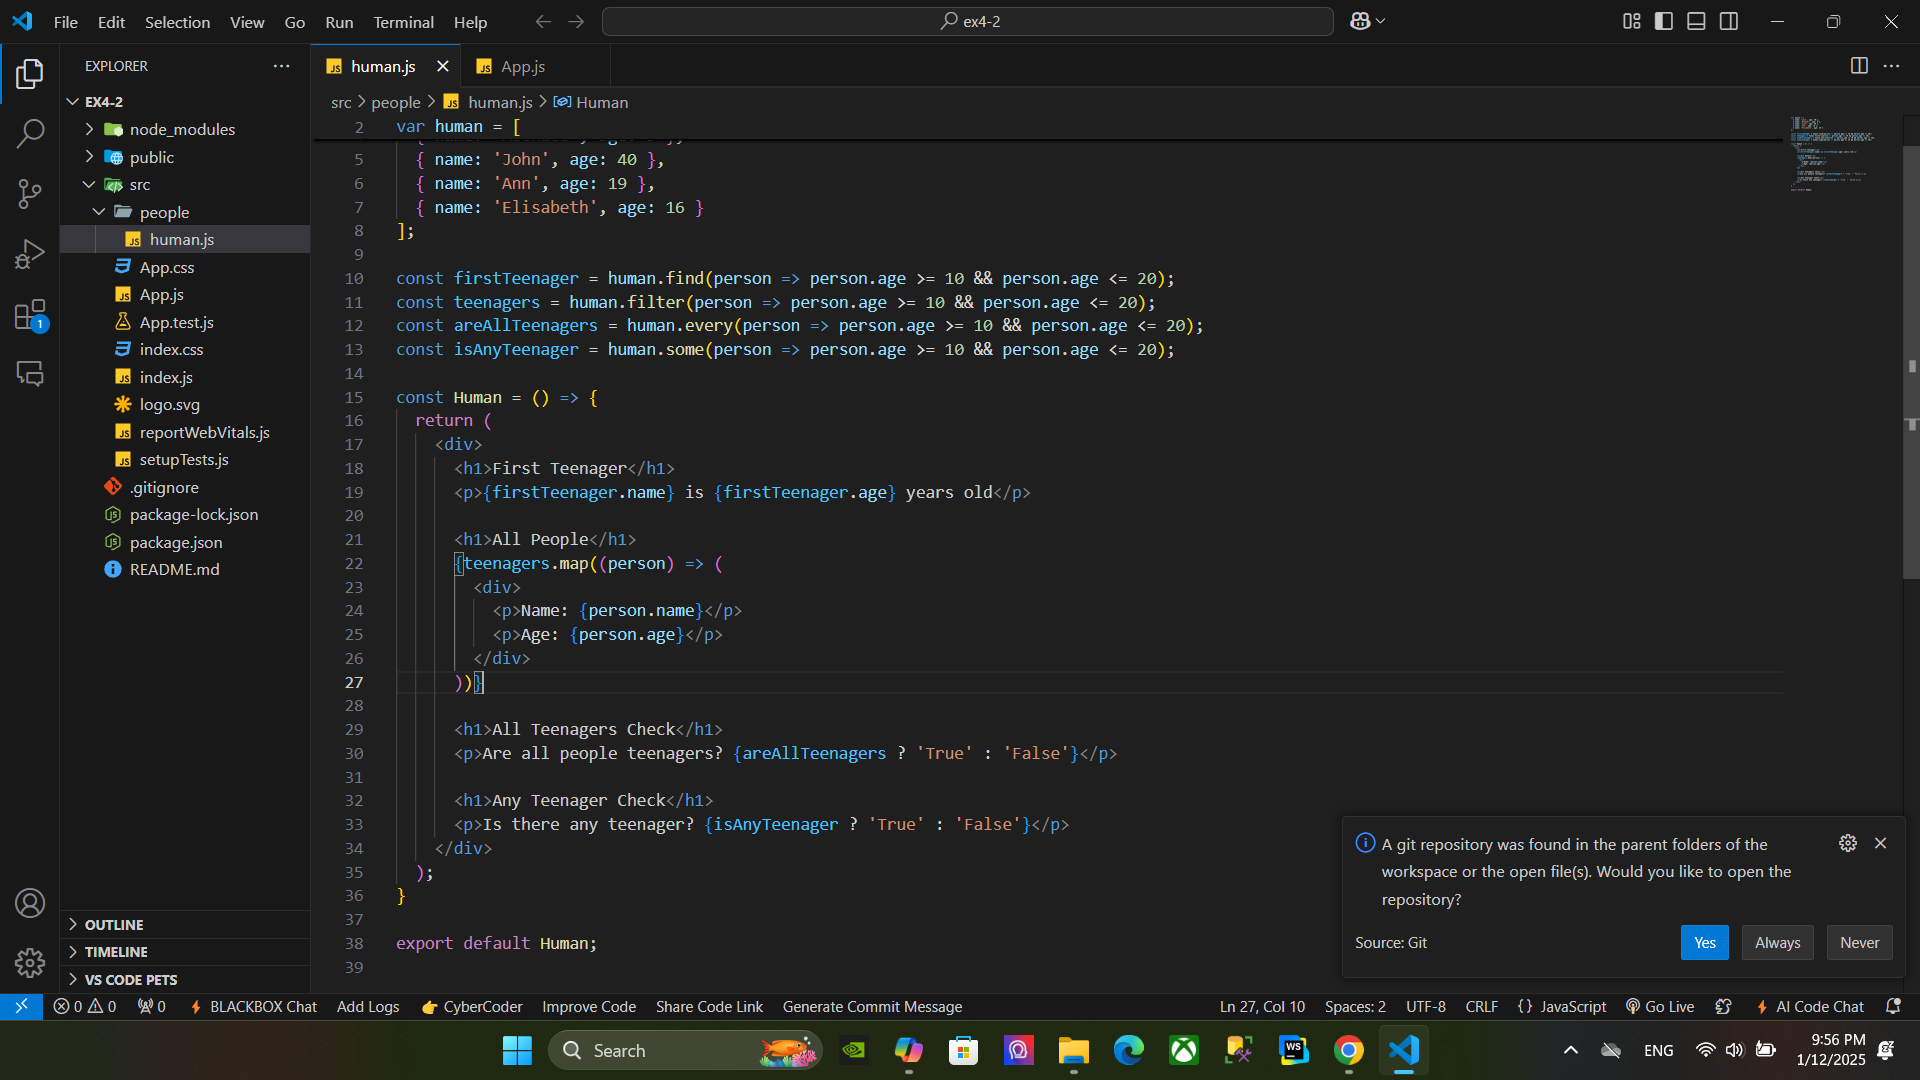 File Edit Selection View Go Run Terminal Help
ex4-2
EXPLORER
EX4-2
node_modules
public
src
people
human.js
App.css
App.js
App.test.js
index.css
index.js
logo.svg
reportWebVitals.js
setupTests.js
.gitignore
package-lock.json
package.json
README.md
OUTLINE
TIMELINE
VS CODE PETS
1
human.js
App.js
src > people > human.js > Human
2 var human = [
5 { name: 'John', age: 40 },
6 { name: 'Ann', age: 19 },
7 { name: 'Elisabeth', age: 16 }
8 ];
9
10 const firstTeenager = human.find(person => person.age >= 10 && person.age <= 20);
11 const teenagers = human.filter(person => person.age >= 10 && person.age <= 20);
12 const areAllTeenagers = human.every(person => person.age >= 10 && person.age <= 20);
13 const isAnyTeenager = human.some(person => person.age >= 10 && person.age <= 20);
14
15 const Human = () => {
16 return (
17 <div>
18 <h1>First Teenager</h1>
19 <p>{firstTeenager.name} is {firstTeenager.age} years old</p>
20
21 <h1>All People</h1>
22 {teenagers.map((person) => (
23 <div>
24 <p>Name: {person.name}</p>
25 <p>Age: {person.age}</p>
26 </div>
27 ))}
28
29 <h1>All Teenagers Check</h1>
30 <p>Are all people teenagers? {areAllTeenagers ? 'True' : 'False'}</p>
31
32 <h1>Any Teenager Check</h1>
33 <p>Is there any teenager? {isAnyTeenager ? 'True' : 'False'}</p>
34 </div>
35 );
36 }
37
38 export default Human;
39
A git repository was found in the parent folders of the
workspace or the open file(s). Would you like to open the
repository?
Source: Git
Yes Always Never
0 0 0 BLACKBOX Chat Add Logs CyberCoder Improve Code Share Code Link Generate Commit Message
Ln 27, Col 10 Spaces: 2 UTF-8 CRLF {} JavaScript Go Live AI Code Chat
Search
WS
ENG
9:56 PM
1/12/2025